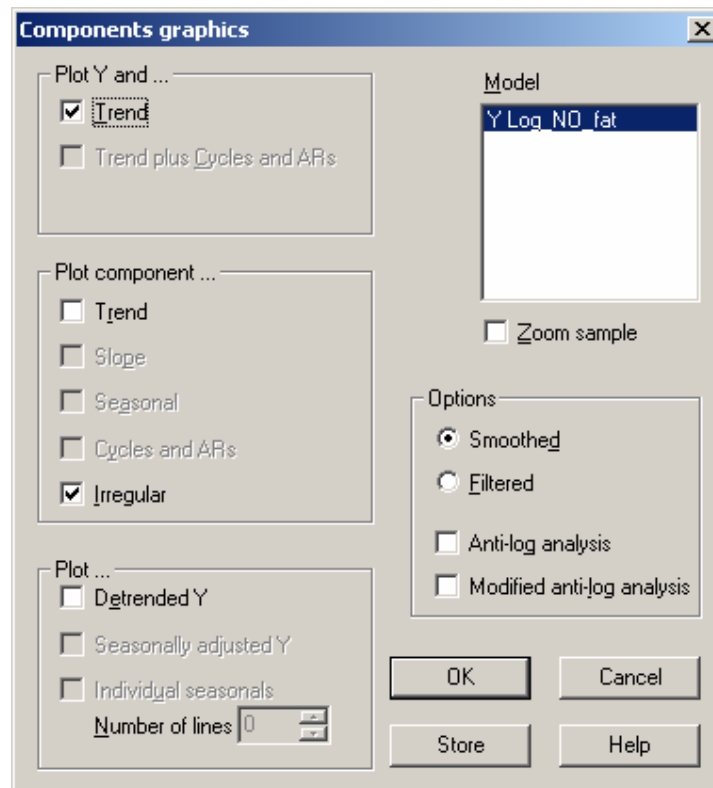 Components graphics
Plot Y and ...
Trend
Trend plus Cycles and ARs
Plot component ...
Trend
Slope
Seasonal
Cycles and ARs
Irregular
Plot ...
Detrended Y
Seasonally adjusted Y
Individual seasonals
Number of lines 0
Model
Y Log_NO_fat
Zoom sample
Options
Smoothed
Filtered
Anti-log analysis
Modified anti-log analysis
OK
Cancel
Store
Help